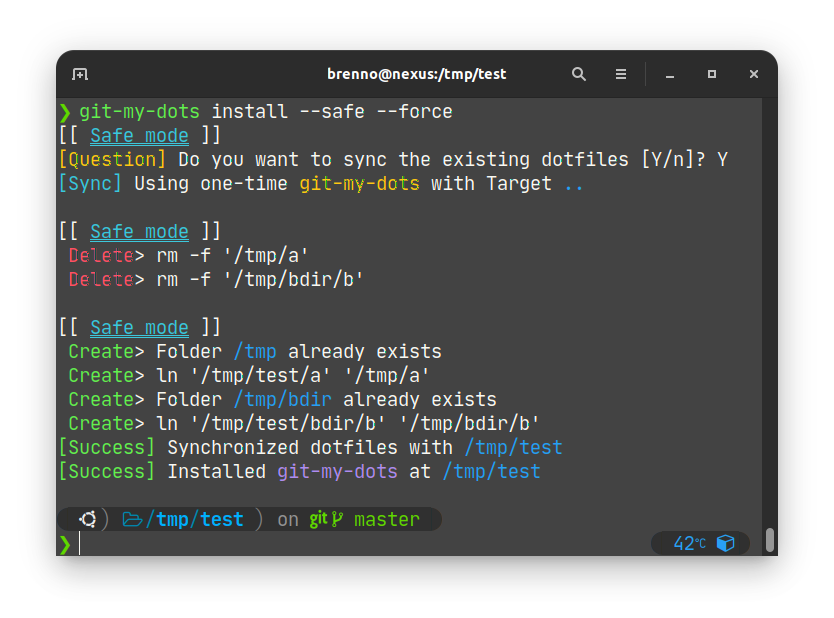 brenno@nexus:/tmp/test
❯ git-my-dots install --safe --force
[[ Safe mode ]]
[Question] Do you want to sync the existing dotfiles [Y/n]? Y
[Sync] Using one-time git-my-dots with Target ..
[[ Safe mode ]]
Delete> rm -f '/tmp/a'
Delete> rm -f '/tmp/bdir/b'
[[ Safe mode ]]
Create> Folder /tmp already exists
Create> ln '/tmp/test/a' '/tmp/a'
Create> Folder /tmp/bdir already exists
Create> ln '/tmp/test/bdir/b' '/tmp/bdir/b'
[Success] Synchronized dotfiles with /tmp/test
[Success] Installed git-my-dots at /tmp/test
) /tmp/test ) on git master
❯
42°C